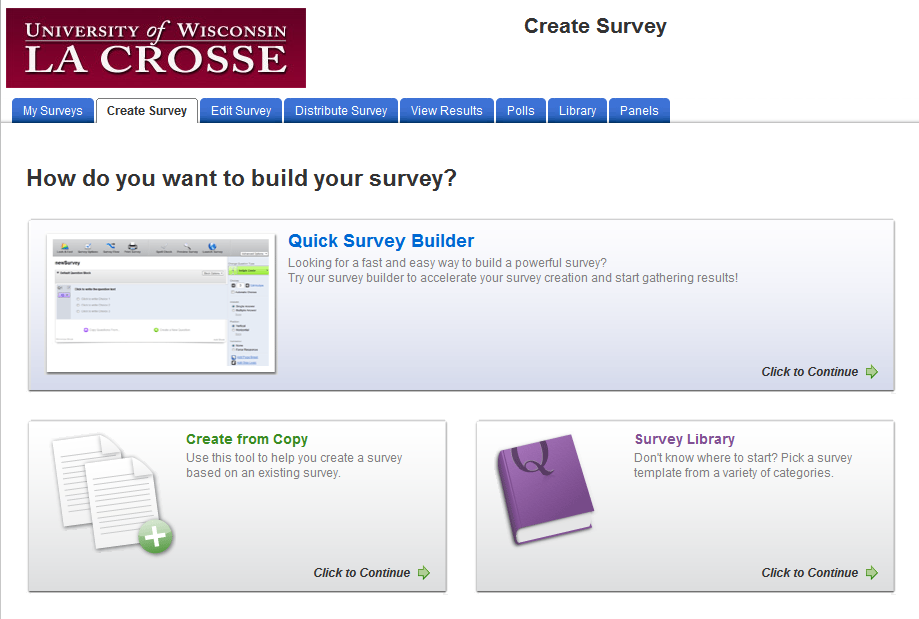 UNIVERSITY of WISCONSIN
LA CROSSE
Create Survey
My Surveys
Create Survey
Edit Survey
Distribute Survey
View Results
Polls
Library
Panels
How do you want to build your survey?
newSurvey
Quick Survey Builder
Looking for a fast and easy way to build a powerful survey?
Try our survey builder to accelerate your survey creation and start gathering results!
Click to Continue
Create from Copy
Use this tool to help you create a survey
based on an existing survey.
Click to Continue
Q
Survey Library
Don't know where to start? Pick a survey
template from a variety of categories.
Click to Continue